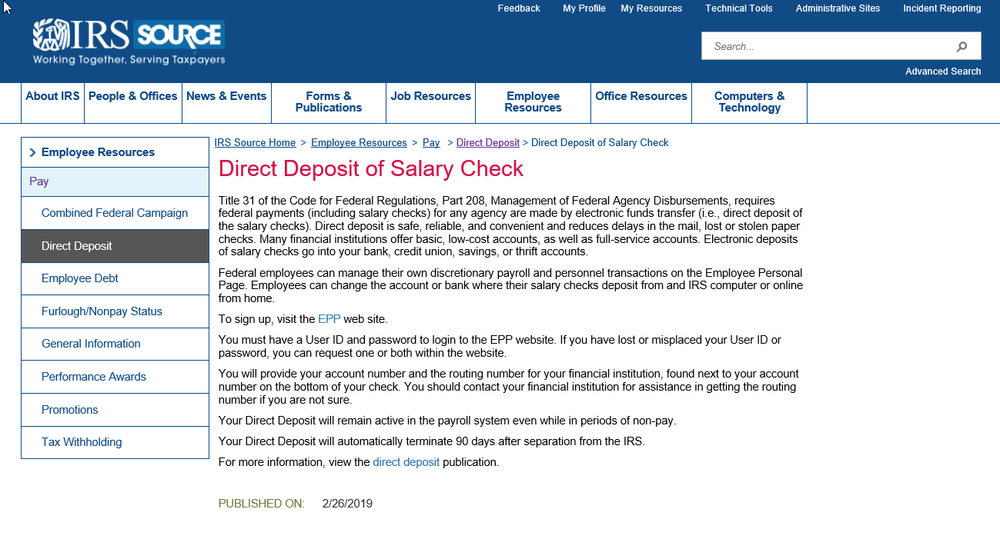 Feedback My Profile My Resources Technical Tools Administrative Sites Incident Reporting
IRS SOURCE
Working Together, Serving Taxpayers
Search...
Advanced Search
About IRS People & Offices News & Events Forms & Publications Job Resources Employee Resources Office Resources Computers & Technology
Employee Resources
Pay
Combined Federal Campaign
Direct Deposit
Employee Debt
Furlough/Nonpay Status
General Information
Performance Awards
Promotions
Tax Withholding
IRS Source Home > Employee Resources > Pay > Direct Deposit > Direct Deposit of Salary Check
Direct Deposit of Salary Check
Title 31 of the Code for Federal Regulations, Part 208, Management of Federal Agency Disbursements, requires
federal payments (including salary checks) for any agency are made by electronic funds transfer (i.e., direct deposit of
the salary checks). Direct deposit is safe, reliable, and convenient and reduces delays in the mail, lost or stolen paper
checks. Many financial institutions offer basic, low-cost accounts, as well as full-service accounts. Electronic deposits
of salary checks go into your bank, credit union, savings, or thrift accounts.
Federal employees can manage their own discretionary payroll and personnel transactions on the Employee Personal
Page. Employees can change the account or bank where their salary checks deposit from and IRS computer or online
from home.
To sign up, visit the EPP web site.
You must have a User ID and password to login to the EPP website. If you have lost or misplaced your User ID or
password, you can request one or both within the website.
You will provide your account number and the routing number for your financial institution, found next to your account
number on the bottom of your check. You should contact your financial institution for assistance in getting the routing
number if you are not sure.
Your Direct Deposit will remain active in the payroll system even while in periods of non-pay.
Your Direct Deposit will automatically terminate 90 days after separation from the IRS.
For more information, view the direct deposit publication.
PUBLISHED ON: 2/26/2019